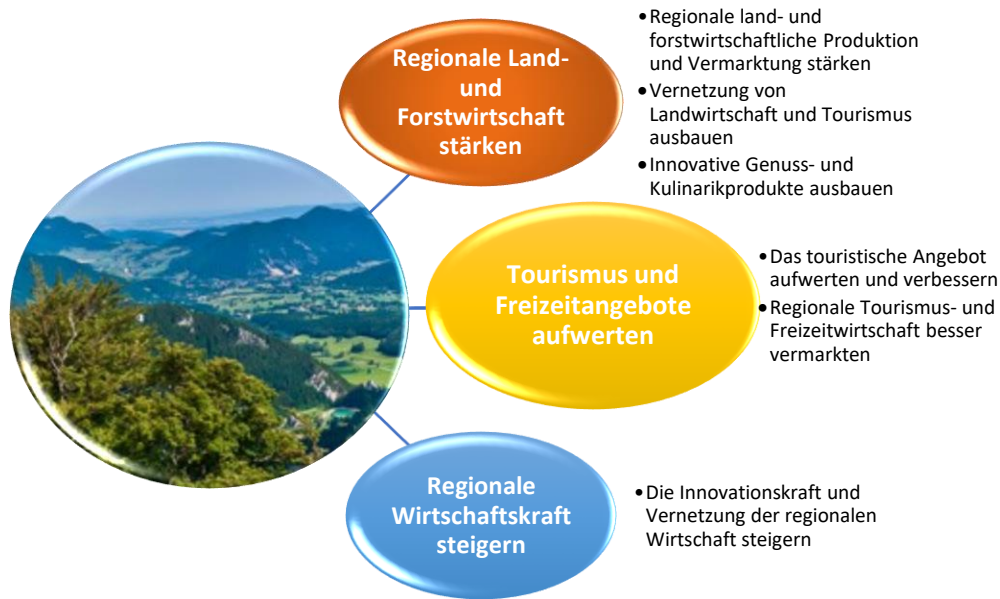 Regionale Land-
und
Forstwirtschaft
stärken
•Regionale land- und
forstwirtschaftliche Produktion
und Vermarktung stärken
•Vernetzung von
Landwirtschaft und Tourismus
ausbauen
•Innovative Genuss- und
Kulinarikprodukte ausbauen
Tourismus und
Freizeitangebote
aufwerten
•Das touristische Angebot
aufwerten und verbessern
•Regionale Tourismus- und
Freizeitwirtschaft besser
vermarkten
Regionale
Wirtschaftskraft
steigern
•Die Innovationskraft und
Vernetzung der regionalen
Wirtschaft steigern